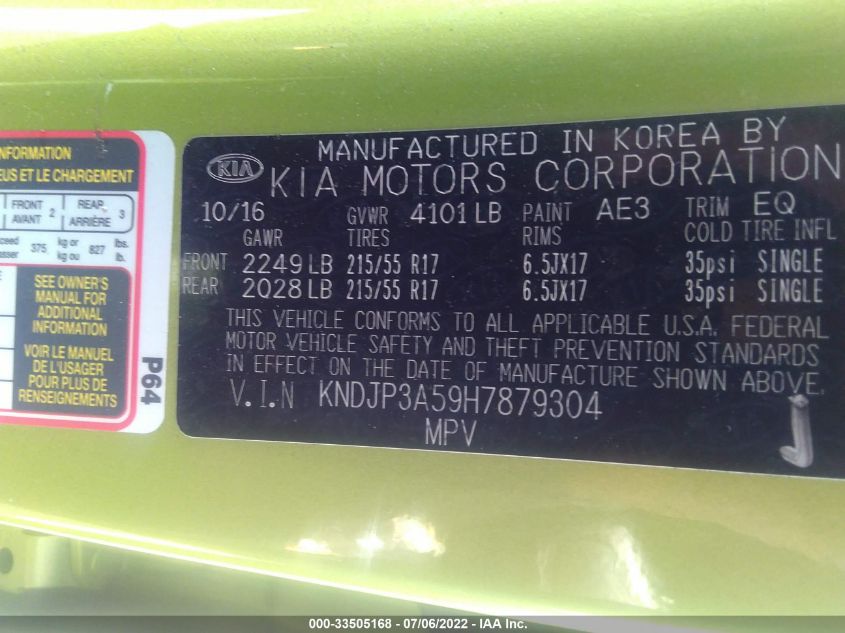 NFORMATION
EUS ET LE CHARGEMENT
FRONT AVANT 2 REAR ARRIÈRE 3
375 kg or kg ou 827 lbs. lb.
SEE OWNER'S
MANUAL FOR
ADDITIONAL
INFORMATION
VOIR LE MANUEL
DE L'USAGER
POUR PLUS DE
RENSEIGNEMENTS
P64
KIA
MANUFACTURED IN KOREA BY
KIA MOTORS CORPORATION
10/16 GVWR 4101 LB PAINT AE3 TRIM EQ
GAWR TIRES RIMS COLD TIRE INFL
FRONT 2249 LB 215/55 R17 6.5JX17 35psi SINGLE
REAR 2028 LB 215/55 R17 6.5JX17 35psi SINGLE
THIS VEHICLE CONFORMS TO ALL APPLICABLE U.S.A. FEDERAL
MOTOR VEHICLE SAFETY AND THEFT PREVENTION STANDARDS
IN EFFECT ON THE DATE OF MANUFACTURE SHOWN ABOVE.
V.I.N KNDJP3A59H7879304
MPV
J
000-33505168 - 07/06/2022 - IAA Inc.